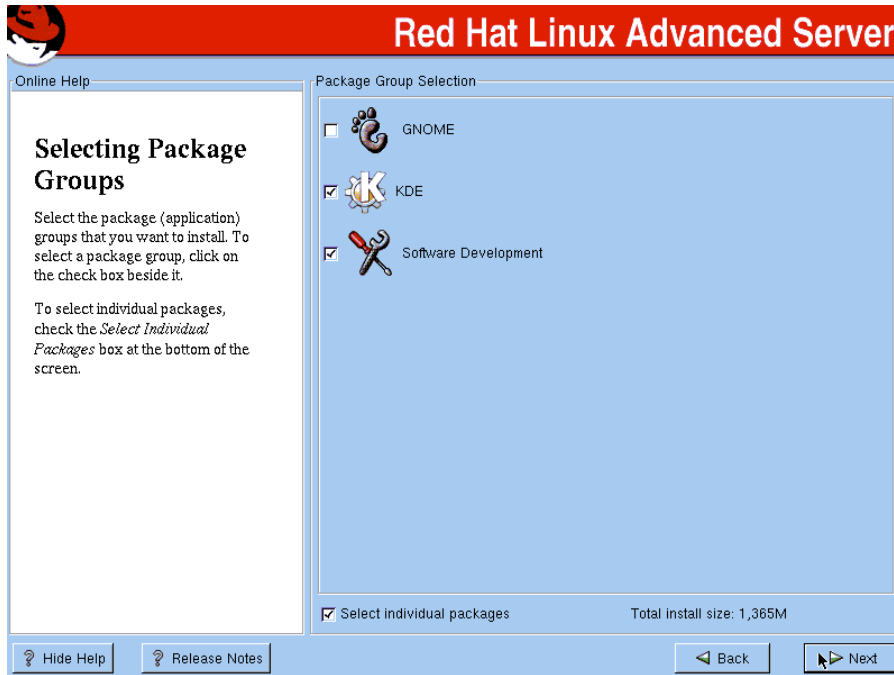 Red Hat Linux Advanced Server
Online Help
Selecting Package
Groups
Select the package (application)
groups that you want to install. To
select a package group, click on
the check box beside it.
To select individual packages,
check the Select Individual
Packages box at the bottom of the
screen.
Package Group Selection
GNOME
KDE
Software Development
Select individual packages
Total install size: 1,365M
Hide Help
Release Notes
Back
Next